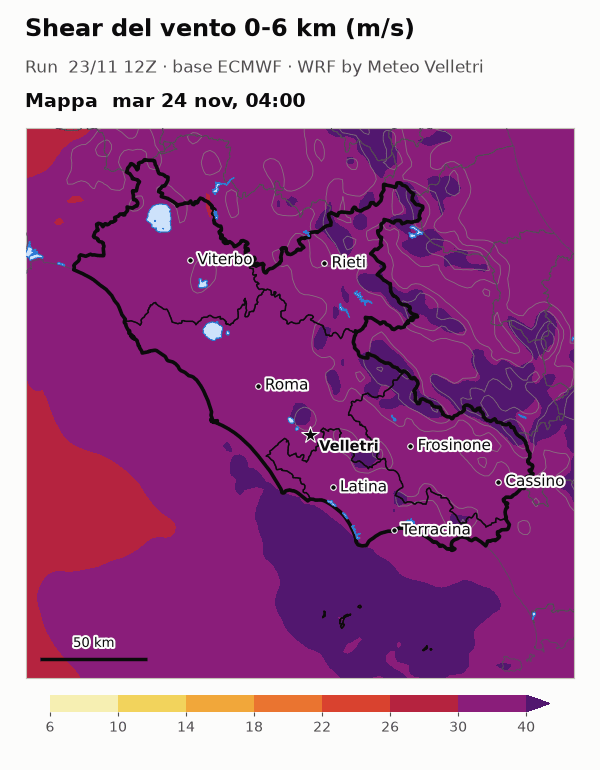 Shear del vento 0-6 km (m/s)
Run  23/11 12Z · base ECMWF · WRF by Meteo Velletri
Mappa  mar 24 nov, 04:00
Viterbo
Rieti
Roma
Velletri
Frosinone
Latina
Cassino
Terracina
50 km
6 10 14 18 22 26 30 40